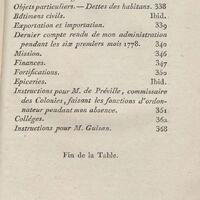 Objets particuliers. — Dettes des habitans. 338
Bâtimens civils. Ibid.
Exportation et importation. 339
Dernier compte rendu de mon administration
pendant les six premiers mois 1778. 340
Mission. 346
Finances. 347
Fortifications. 350
Epiceries. Ibid.
Instructions pour M. de Préville, commissaire
des Colonies, faisant les fonctions d'ordon-
nateur pendant mon absence. 351
Colléges. 362
Instructions pour M. Guisan. 368
Fin de la Table.